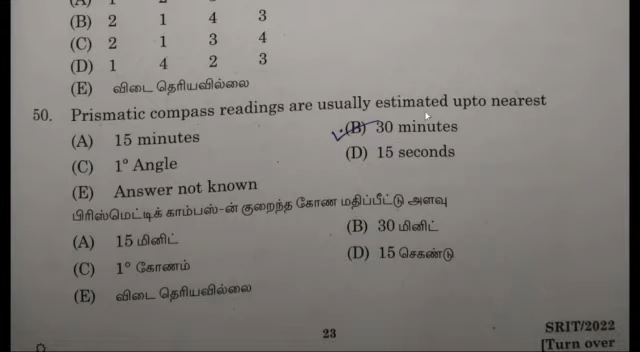 (A) 1 2
(B) 2 1 4 3
(C) 2 1 3 4
(D) 1 4 2 3
(E) விடை தெரியவில்லை
50. Prismatic compass readings are usually estimated upto nearest
(A) 15 minutes (B) 30 minutes
(C) 1° Angle (D) 15 seconds
(E) Answer not known
பிரிஸ்மெட்டிக் காம்பஸ்-ன் குறைந்த கோண மதிப்பீட்டு அளவு
(A) 15 மினிட் (B) 30 மினிட்
(C) 1° கோணம் (D) 15 செகண்டு
(E) விடை தெரியவில்லை
23
SRIT/2022
[Turn over